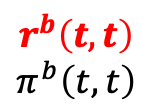 r^b(t, t)
π^b(t, t)